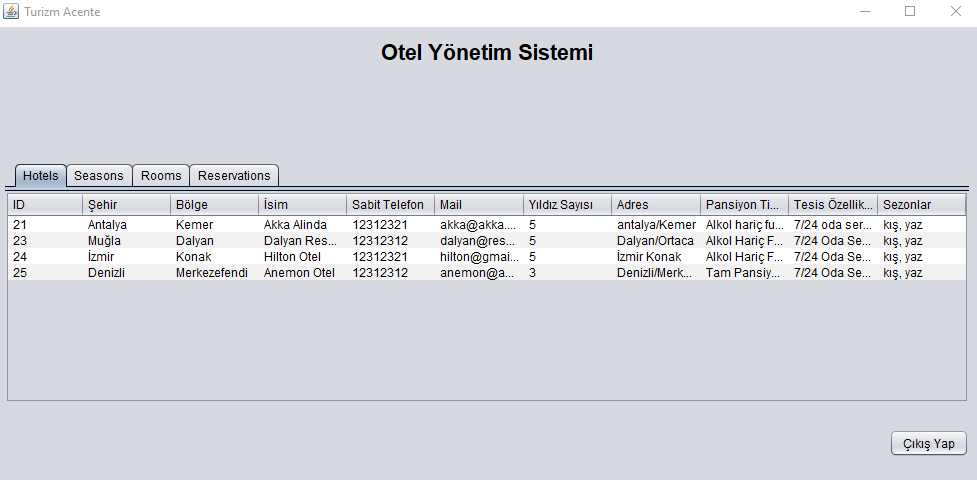 Turizm Acente
Otel Yönetim Sistemi
Hotels Seasons Rooms Reservations
ID Şehir Bölge İsim Sabit Telefon Mail Yıldız Sayısı Adres Pansiyon Ti... Tesis Özellik... Sezonlar
21 Antalya Kemer Akka Alinda 12312321 akka@akka.... 5 antalya/Kemer Alkol hariç fu... 7/24 oda ser... kış, yaz
23 Muğla Dalyan Dalyan Res... 12312312 dalyan@res... 5 Dalyan/Ortaca Alkol Hariç F... 7/24 Oda Se... kış, yaz
24 İzmir Konak Hilton Otel 12312321 hilton@gmai... 5 İzmir Konak Alkol Hariç F... 7/24 Oda Se... kış, yaz
25 Denizli Merkezefendi Anemon Otel 12312312 anemon@a... 3 Denizli/Merk... Tam Pansiy... 7/24 Oda Se... kış, yaz
Çıkış Yap